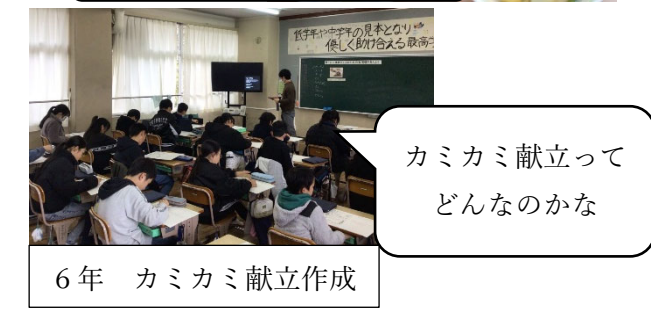 低学年や中学年の見本となり
優しく助け合える最高
カミカミ献立って
どんなのかな
6年　カミカミ献立作成